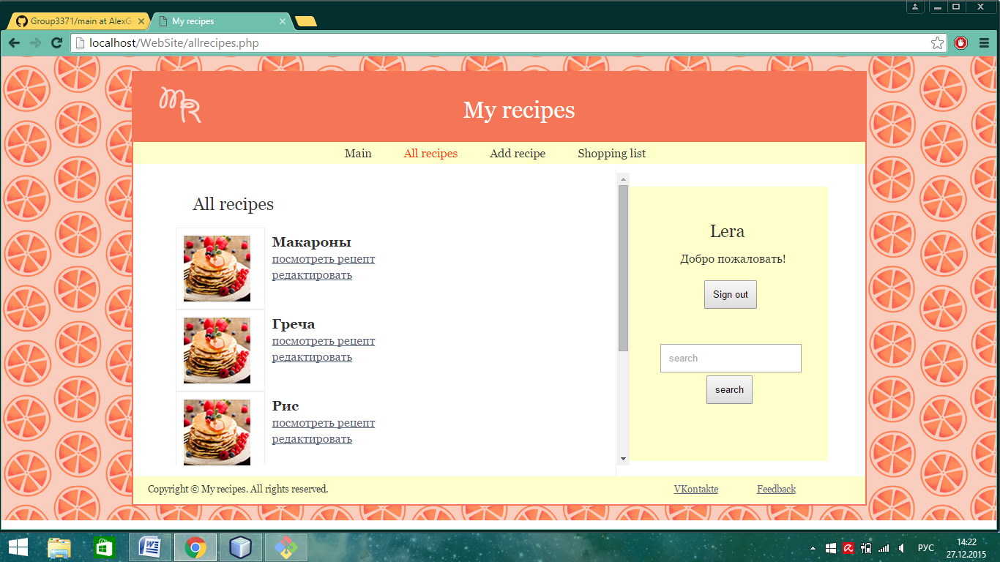 Group3371/main at AlexG
My recipes
localhost/WebSite/allrecipes.php
MR
My recipes
Main All recipes Add recipe Shopping list
All recipes
Макароны
посмотреть рецепт
редактировать
Греча
посмотреть рецепт
редактировать
Рис
посмотреть рецепт
редактировать
Lera
Добро пожаловать!
Sign out
search
search
Copyright © My recipes. All rights reserved.
VKontakte Feedback
РУС
14:22
27.12.2015